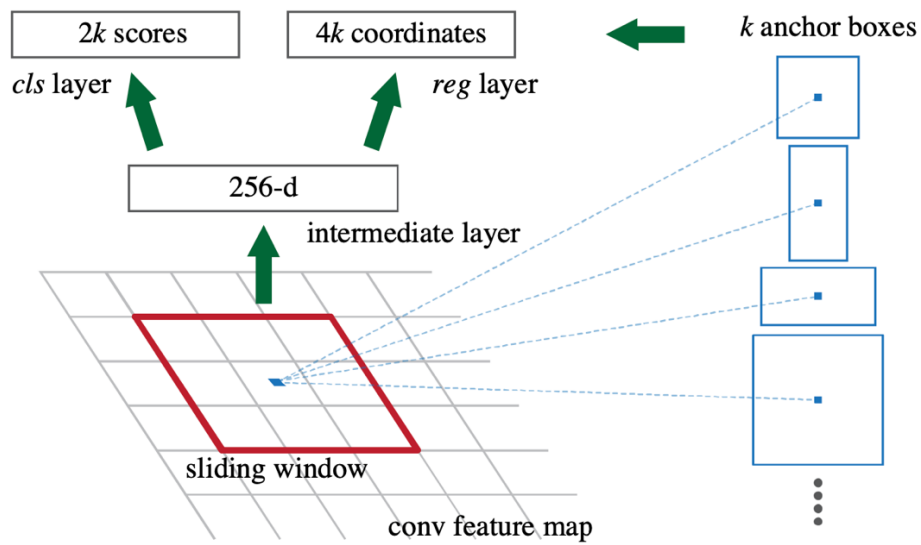 2k scores
4k coordinates
k anchor boxes
cls layer
reg layer
256-d
intermediate layer
sliding window
conv feature map